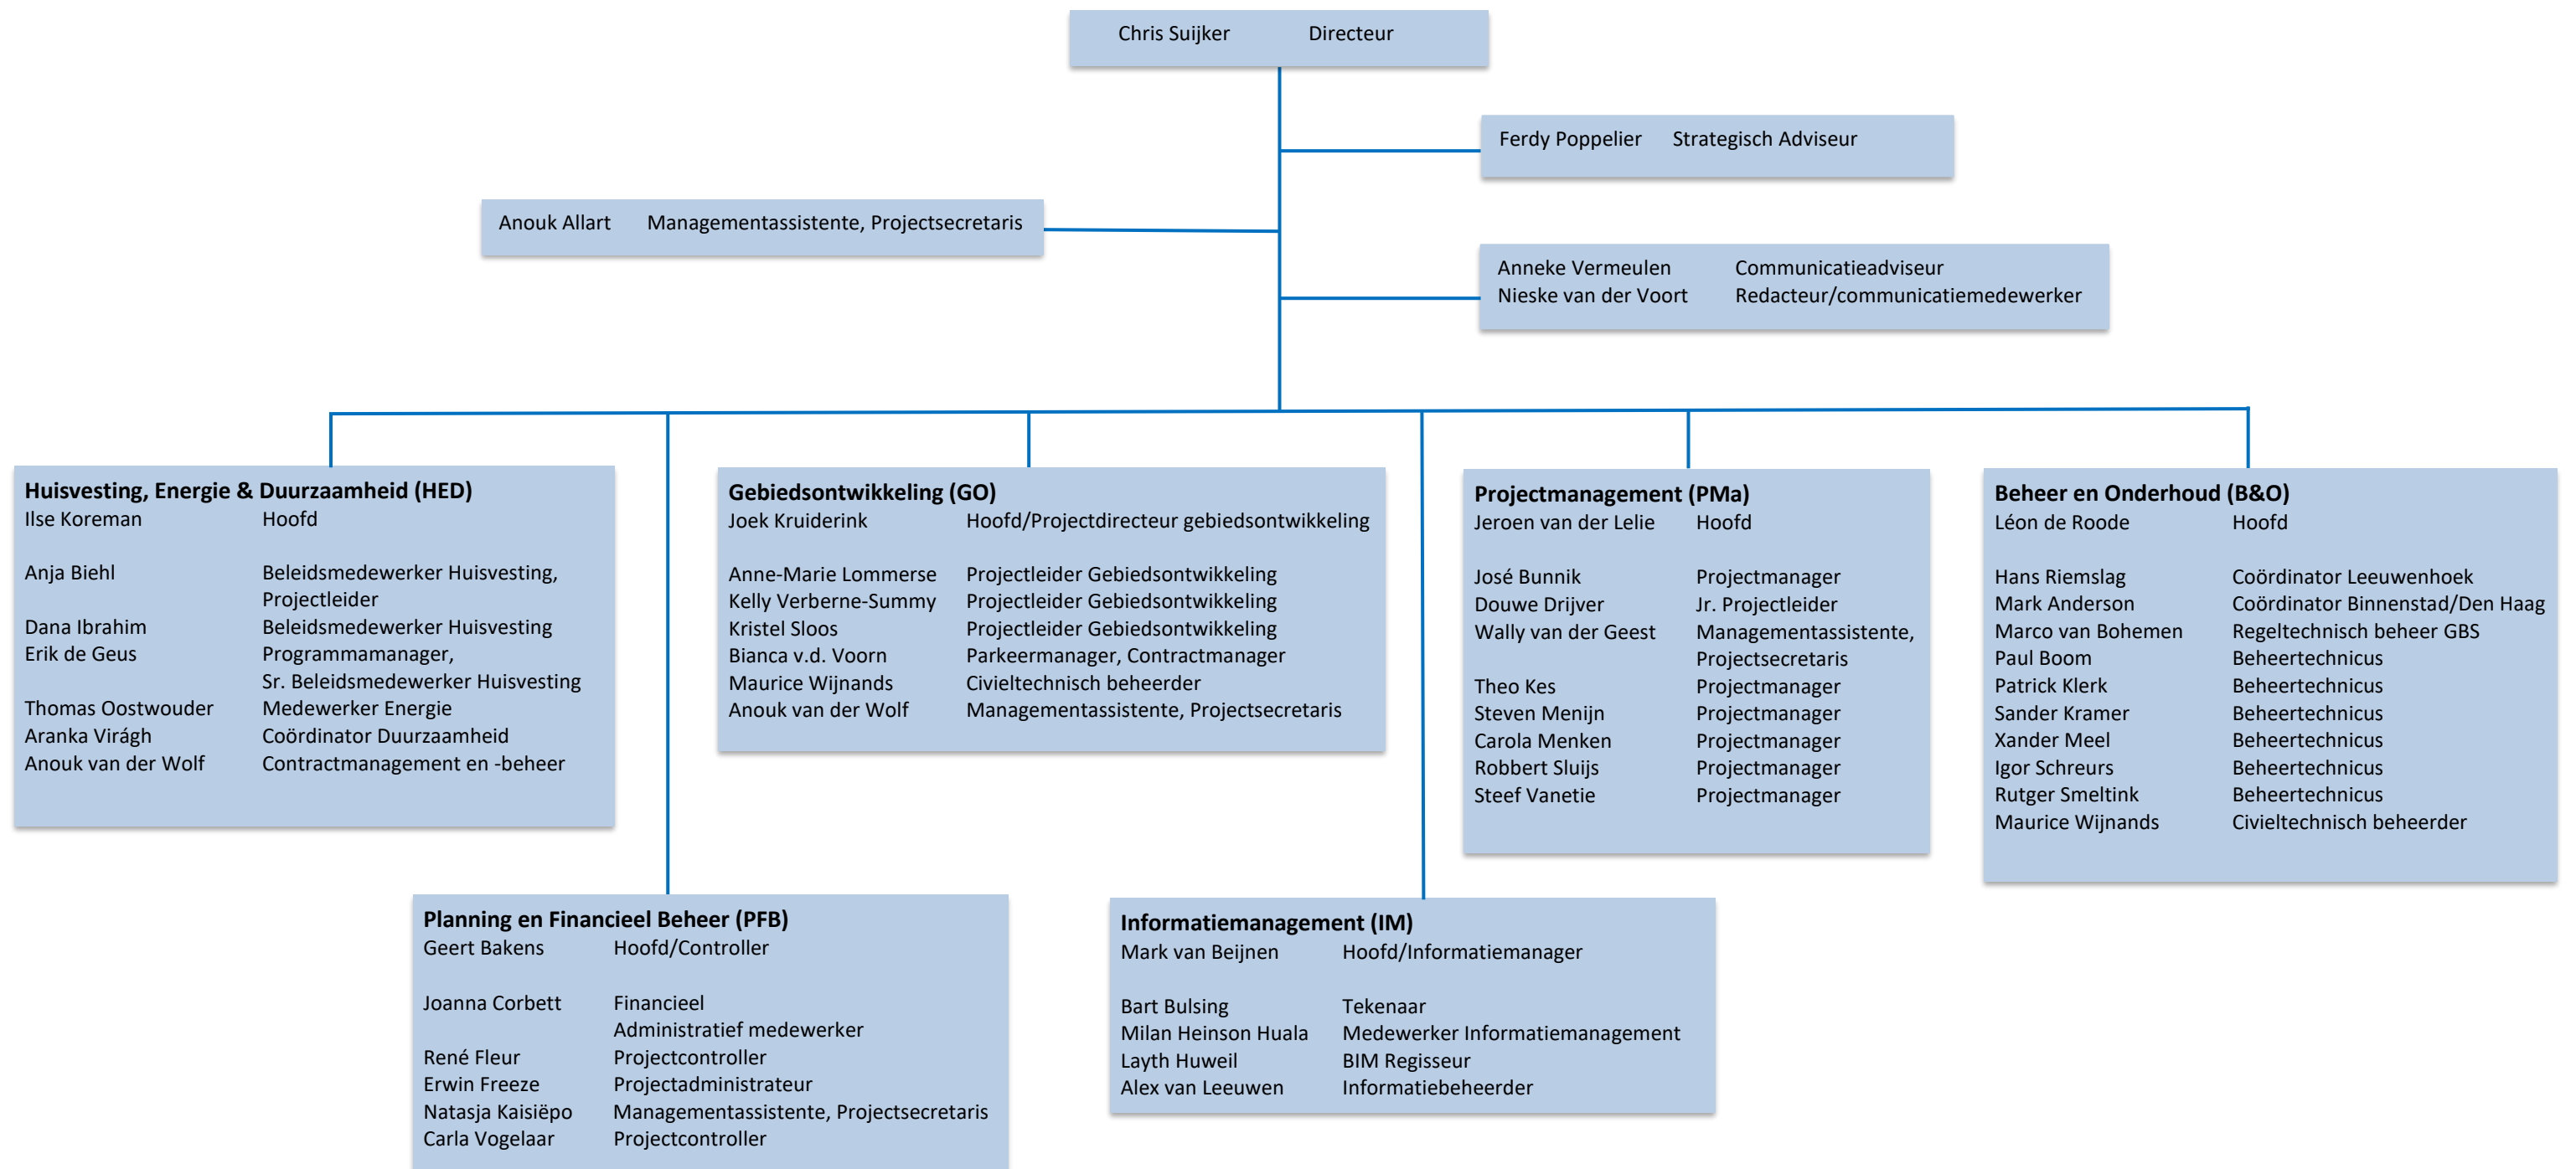 Chris Suijker Directeur
Ferdy Poppelier Strategisch Adviseur
Anouk Allart Managementassistente, Projectsecretaris
Anneke Vermeulen Communicatieadviseur
Nieske van der Voort Redacteur/communicatiemedewerker
Huisvesting, Energie & Duurzaamheid (HED)
Ilse Koreman Hoofd
Anja Biehl Beleidsmedewerker Huisvesting,
Projectleider
Dana Ibrahim Beleidsmedewerker Huisvesting
Erik de Geus Programmamanager,
Sr. Beleidsmedewerker Huisvesting
Thomas Oostwouder Medewerker Energie
Aranka Virágh Coördinator Duurzaamheid
Anouk van der Wolf Contractmanagement en -beheer
Gebiedsontwikkeling (GO)
Joek Kruiderink Hoofd/Projectdirecteur gebiedsontwikkeling
Anne-Marie Lommerse Projectleider Gebiedsontwikkeling
Kelly Verberne-Summy Projectleider Gebiedsontwikkeling
Kristel Sloos Projectleider Gebiedsontwikkeling
Bianca v.d. Voorn Parkeermanager, Contractmanager
Maurice Wijnands Civieltechnisch beheerder
Anouk van der Wolf Managementassistente, Projectsecretaris
Projectmanagement (PMa)
Jeroen van der Lelie Hoofd
José Bunnik Projectmanager
Douwe Drijver Jr. Projectleider
Wally van der Geest Managementassistente,
Projectsecretaris
Theo Kes Projectmanager
Steven Menijn Projectmanager
Carola Menken Projectmanager
Robbert Sluijs Projectmanager
Steef Vanetie Projectmanager
Beheer en Onderhoud (B&O)
Léon de Roode Hoofd
Hans Riemslag Coördinator Leeuwenhoek
Mark Anderson Coördinator Binnenstad/Den Haag
Marco van Bohemen Regeltechnisch beheer GBS
Paul Boom Beheertechnicus
Patrick Klerk Beheertechnicus
Sander Kramer Beheertechnicus
Xander Meel Beheertechnicus
Igor Schreurs Beheertechnicus
Rutger Smeltink Beheertechnicus
Maurice Wijnands Civieltechnisch beheerder
Planning en Financieel Beheer (PFB)
Geert Bakens Hoofd/Controller
Joanna Corbett Financieel
Administratief medewerker
René Fleur Projectcontroller
Erwin Freeze Projectadministrateur
Natasja Kaisiëpo Managementassistente, Projectsecretaris
Carla Vogelaar Projectcontroller
Informatiemanagement (IM)
Mark van Beijnen Hoofd/Informatiemanager
Bart Bulsing Tekenaar
Milan Heinson Huala Medewerker Informatiemanagement
Layth Huweil BIM Regisseur
Alex van Leeuwen Informatiebeheerder